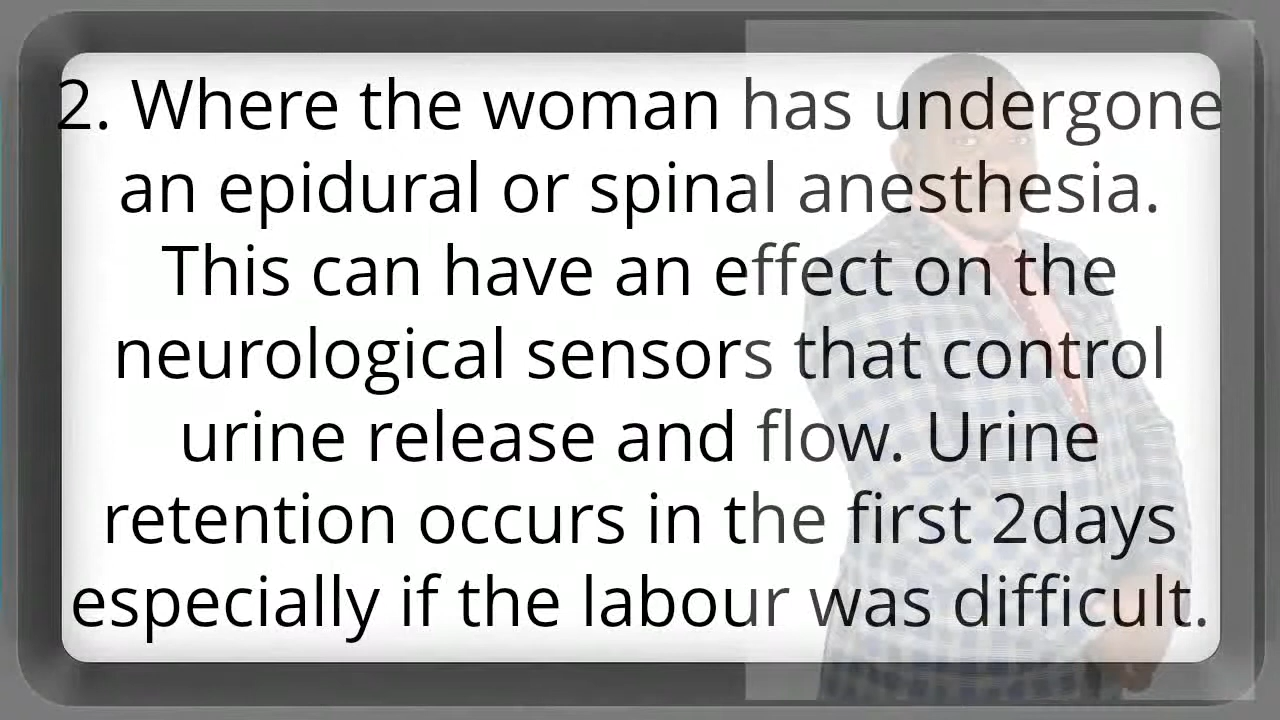 2. Where the woman has undergone
an epidural or spinal anesthesia.
This can have an effect on the
neurological sensors that control
urine release and flow. Urine
retention occurs in the first 2days
especially if the labour was difficult.